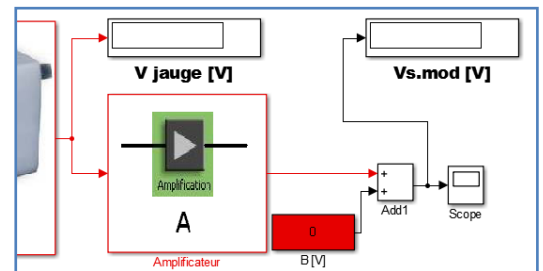 V jauge [V]
Vs.mod [V]
Amplification
A
Amplificateur
0
B [V]
+
+
Add1
Scope